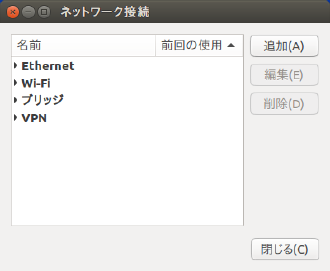 ネットワーク接続
名前 前回の使用
Ethernet
Wi-Fi
ブリッジ
VPN
追加(A)
編集(E)
削除(D)
閉じる(C)